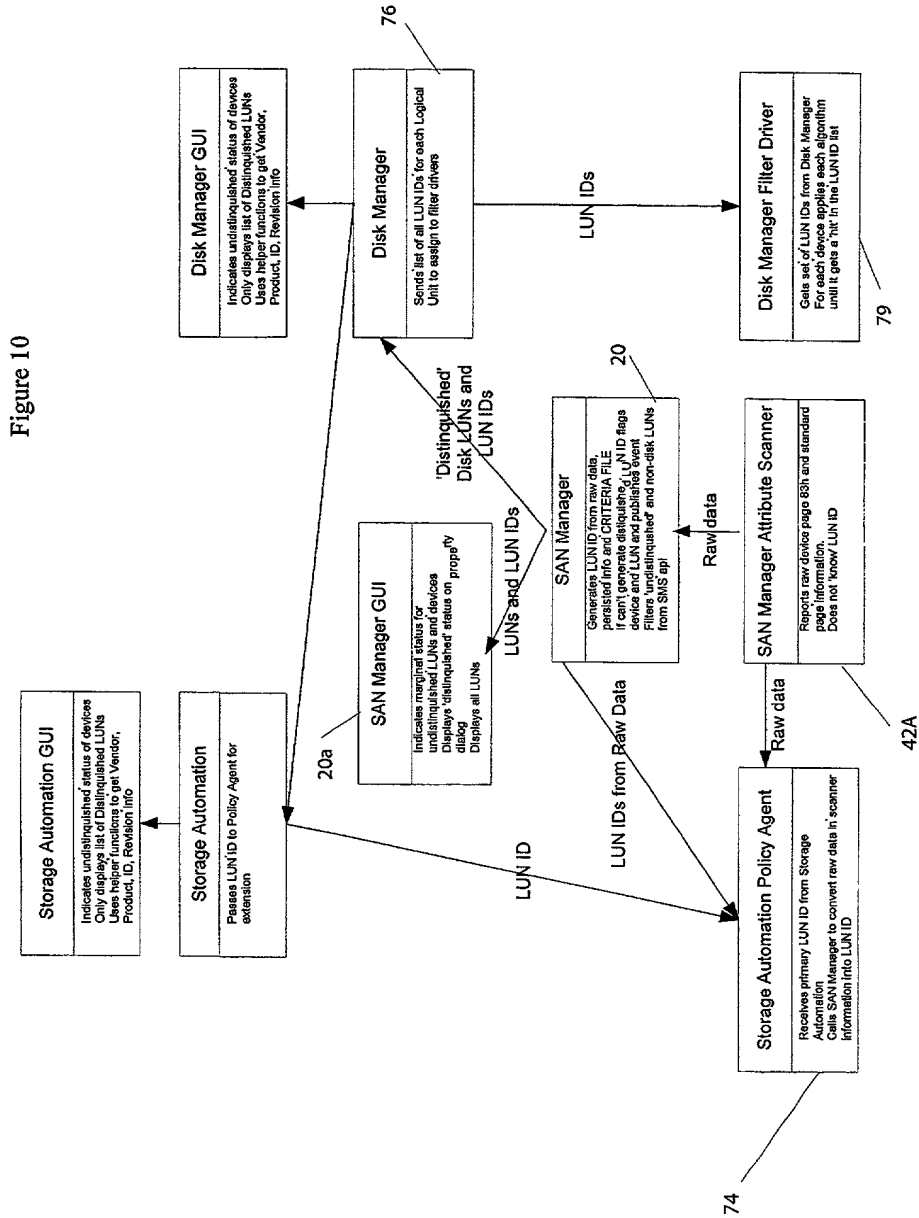 Figure 10
Storage Automation GUI
Indicates undistinquished status of devices
Only displays list of Distinquished LUNs
Uses helper functions to get Vendor,
Product, ID, Revision info
Storage Automation
Passes LUN ID to Policy Agent for
extension
Disk Manager GUI
Indicates undistinquished status of devices
Only displays list of Distinquished LUNs
Uses helper functions to get Vendor,
Product, ID, Revision info
Disk Manager
Sends list of all LUN IDs for each Logical
Unit to assign to filter drivers
76
20a
SAN Manager GUI
Indicates marginal status for
undistinquished LUNs and devices
Displays 'distinquished' status on property
dialog
Displays all LUNs
'Distinquished'
Disk LUNs and
LUN IDs
LUNs and LUN IDs
LUN ID
LUN IDs from Raw Data
LUN IDs
SAN Manager
Generates LUN ID from raw data,
persisted info and CRITERIA FILE
If can't generate distiquished LUN ID flags
device and LUN and publishes event
Filters 'undistinqushed' and non-disk LUNs
from SMS api
20
Raw data
Raw data
Storage Automation Policy Agent
Receives primary LUN ID from Storage
Automation
Calls SAN Manager to convert raw data in scanner
information into LUN ID
74
SAN Manager Attribute Scanner
Reports raw device page 83h and standard
page information.
Does not 'know' LUN ID
42A
Disk Manager Filter Driver
Gets set of LUN IDs from Disk Manager
For each device applies each algorithm
until it gets a 'hit' in the LUN ID list
79